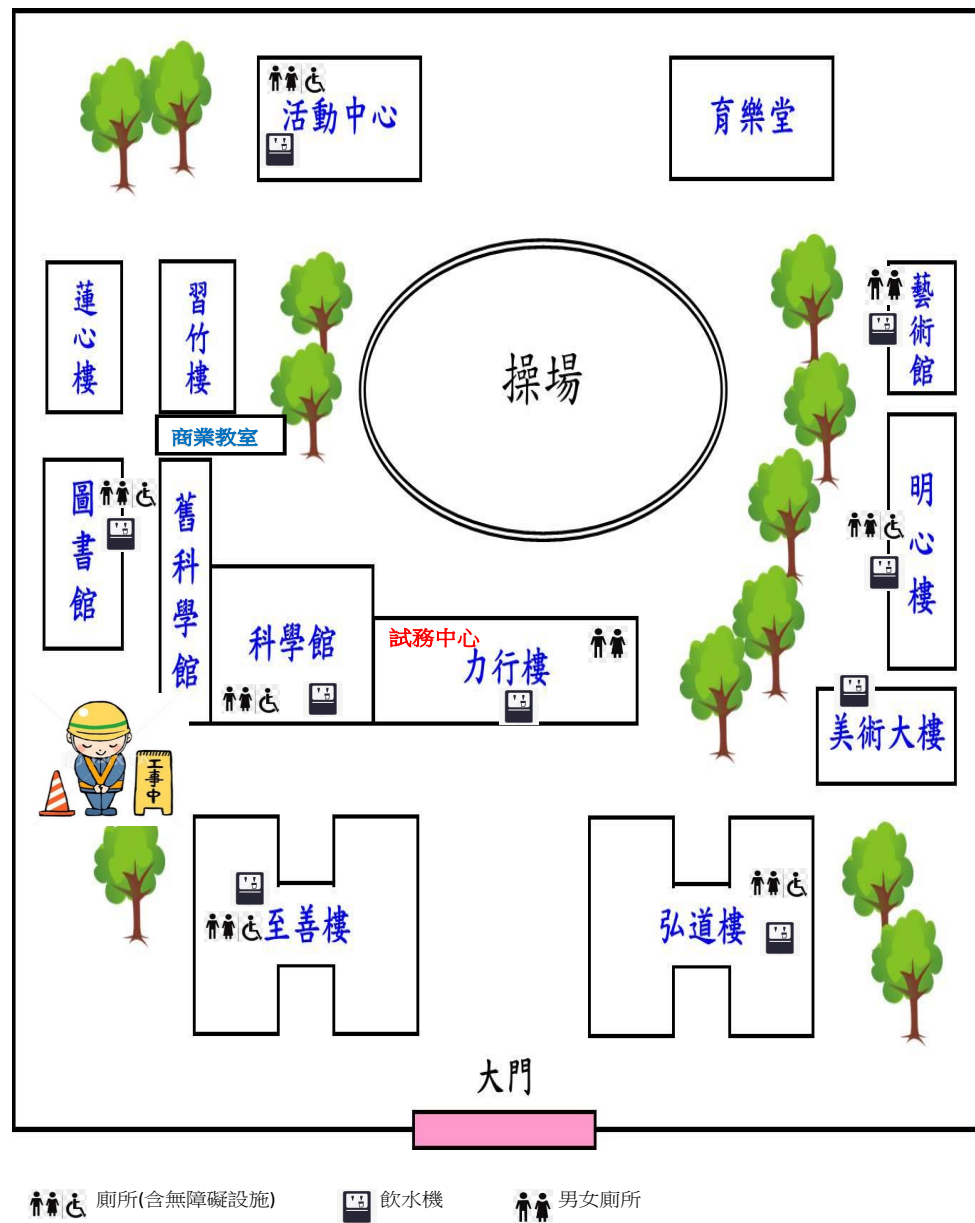 活動中心
育樂堂
蓮心樓
習竹樓
操場
藝術館
商業教室
圖書館
舊科學館
明心樓
科學館
試務中心
力行樓
美術大樓
工事中
至善樓
弘道樓
大門
廁所(含無障礙設施)
飲水機
男女廁所